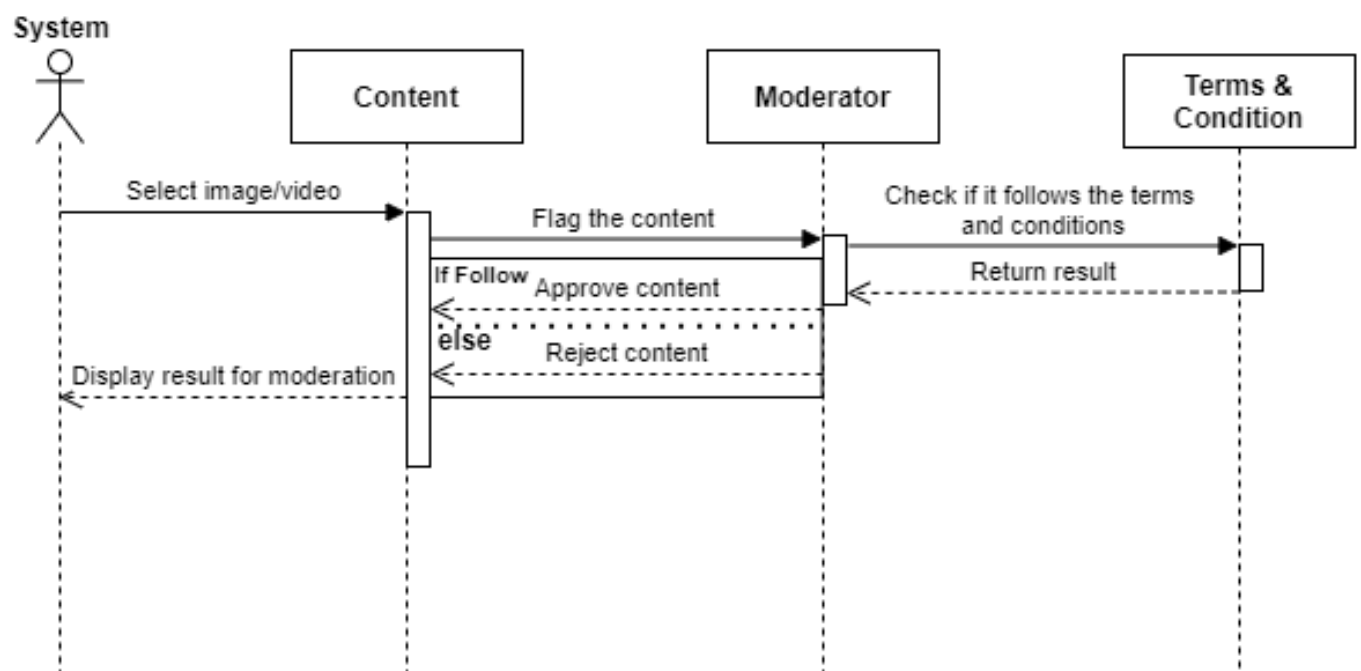 System
Content
Moderator
Terms &
Condition
Select image/video
Flag the content
Check if it follows the terms
and conditions
Return result
If Follow
Approve content
else
Reject content
Display result for moderation